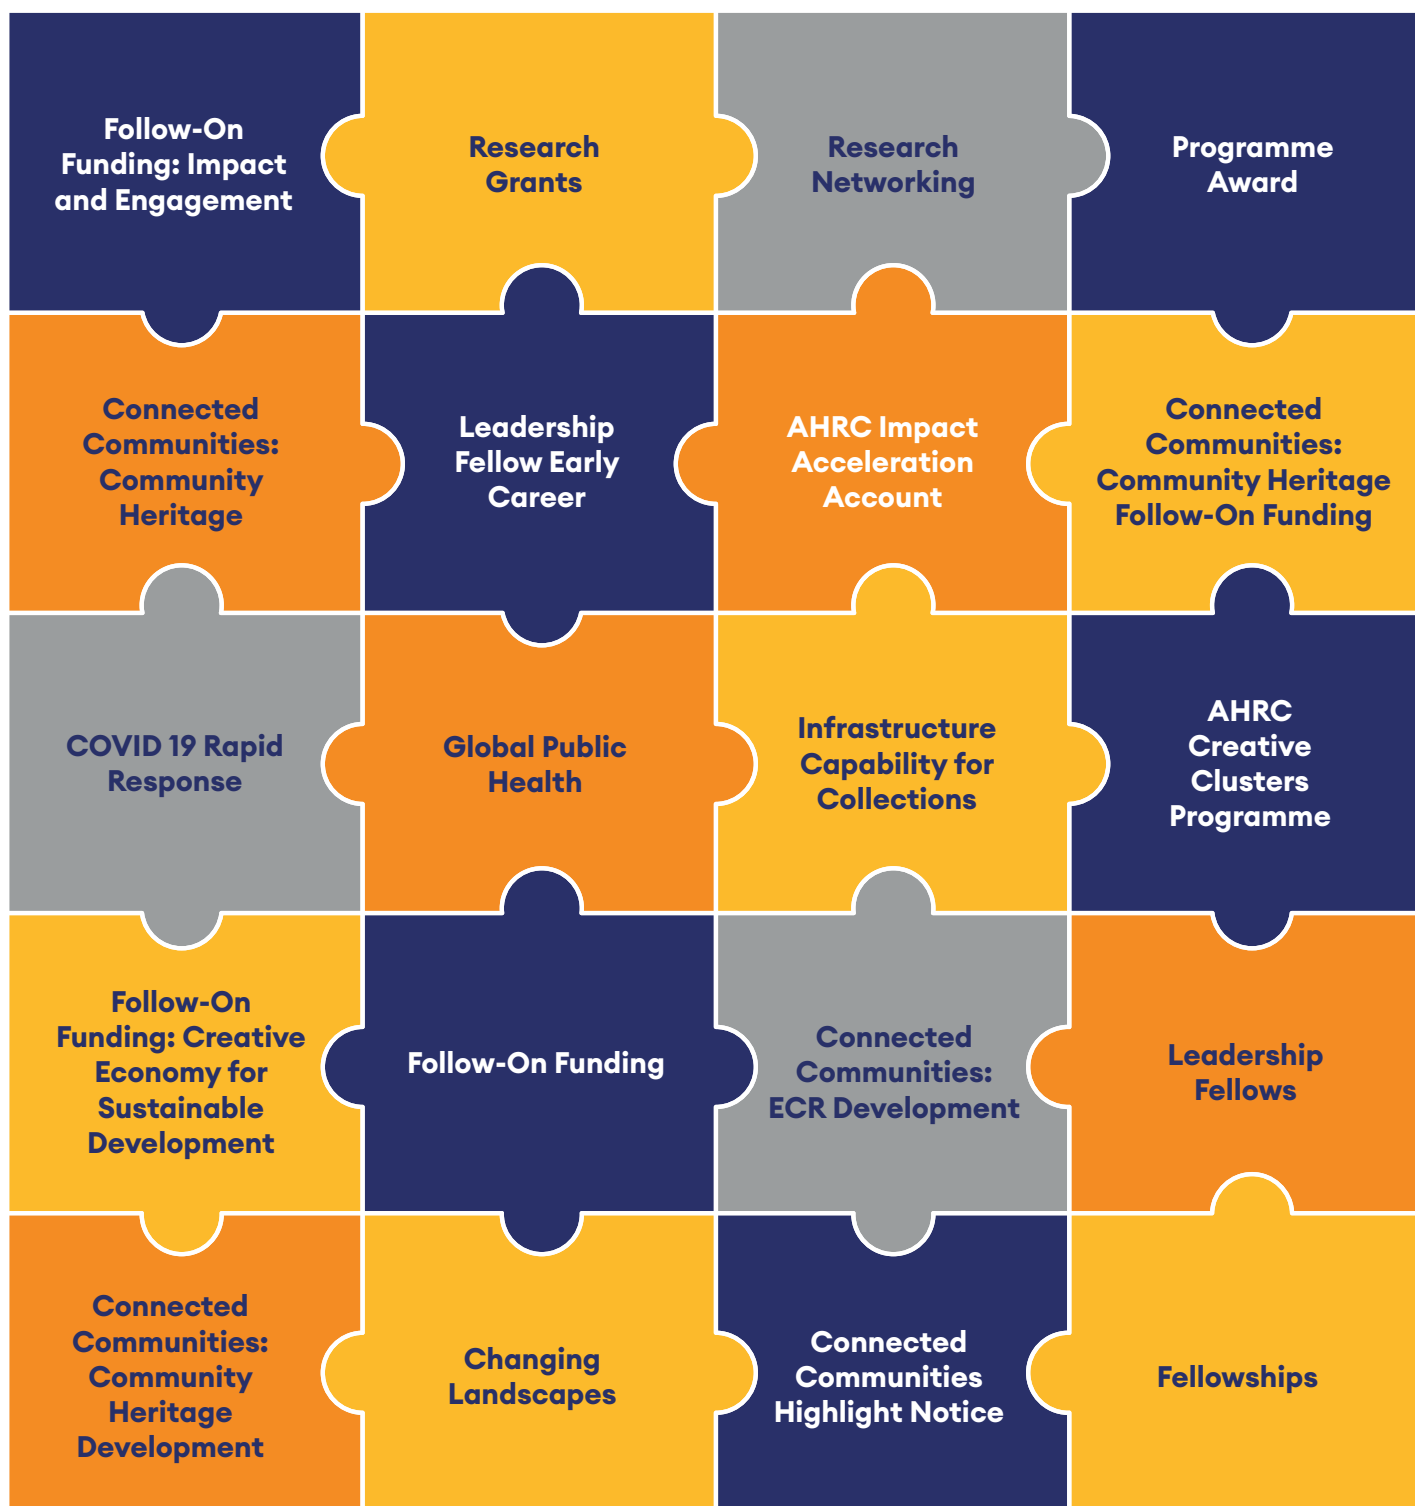 Follow-On
Funding: Impact
and Engagement
Research
Grants
Research
Networking
Programme
Award
Connected
Communities:
Community
Heritage
Leadership
Fellow Early
Career
AHRC Impact
Acceleration
Account
Connected
Communities:
Community Heritage
Follow-On Funding
COVID 19 Rapid
Response
Global Public
Health
Infrastructure
Capability for
Collections
AHRC
Creative
Clusters
Programme
Follow-On
Funding: Creative
Economy for
Sustainable
Development
Follow-On Funding
Connected
Communities:
ECR Development
Leadership
Fellows
Connected
Communities:
Community
Heritage
Development
Changing
Landscapes
Connected
Communities
Highlight Notice
Fellowships